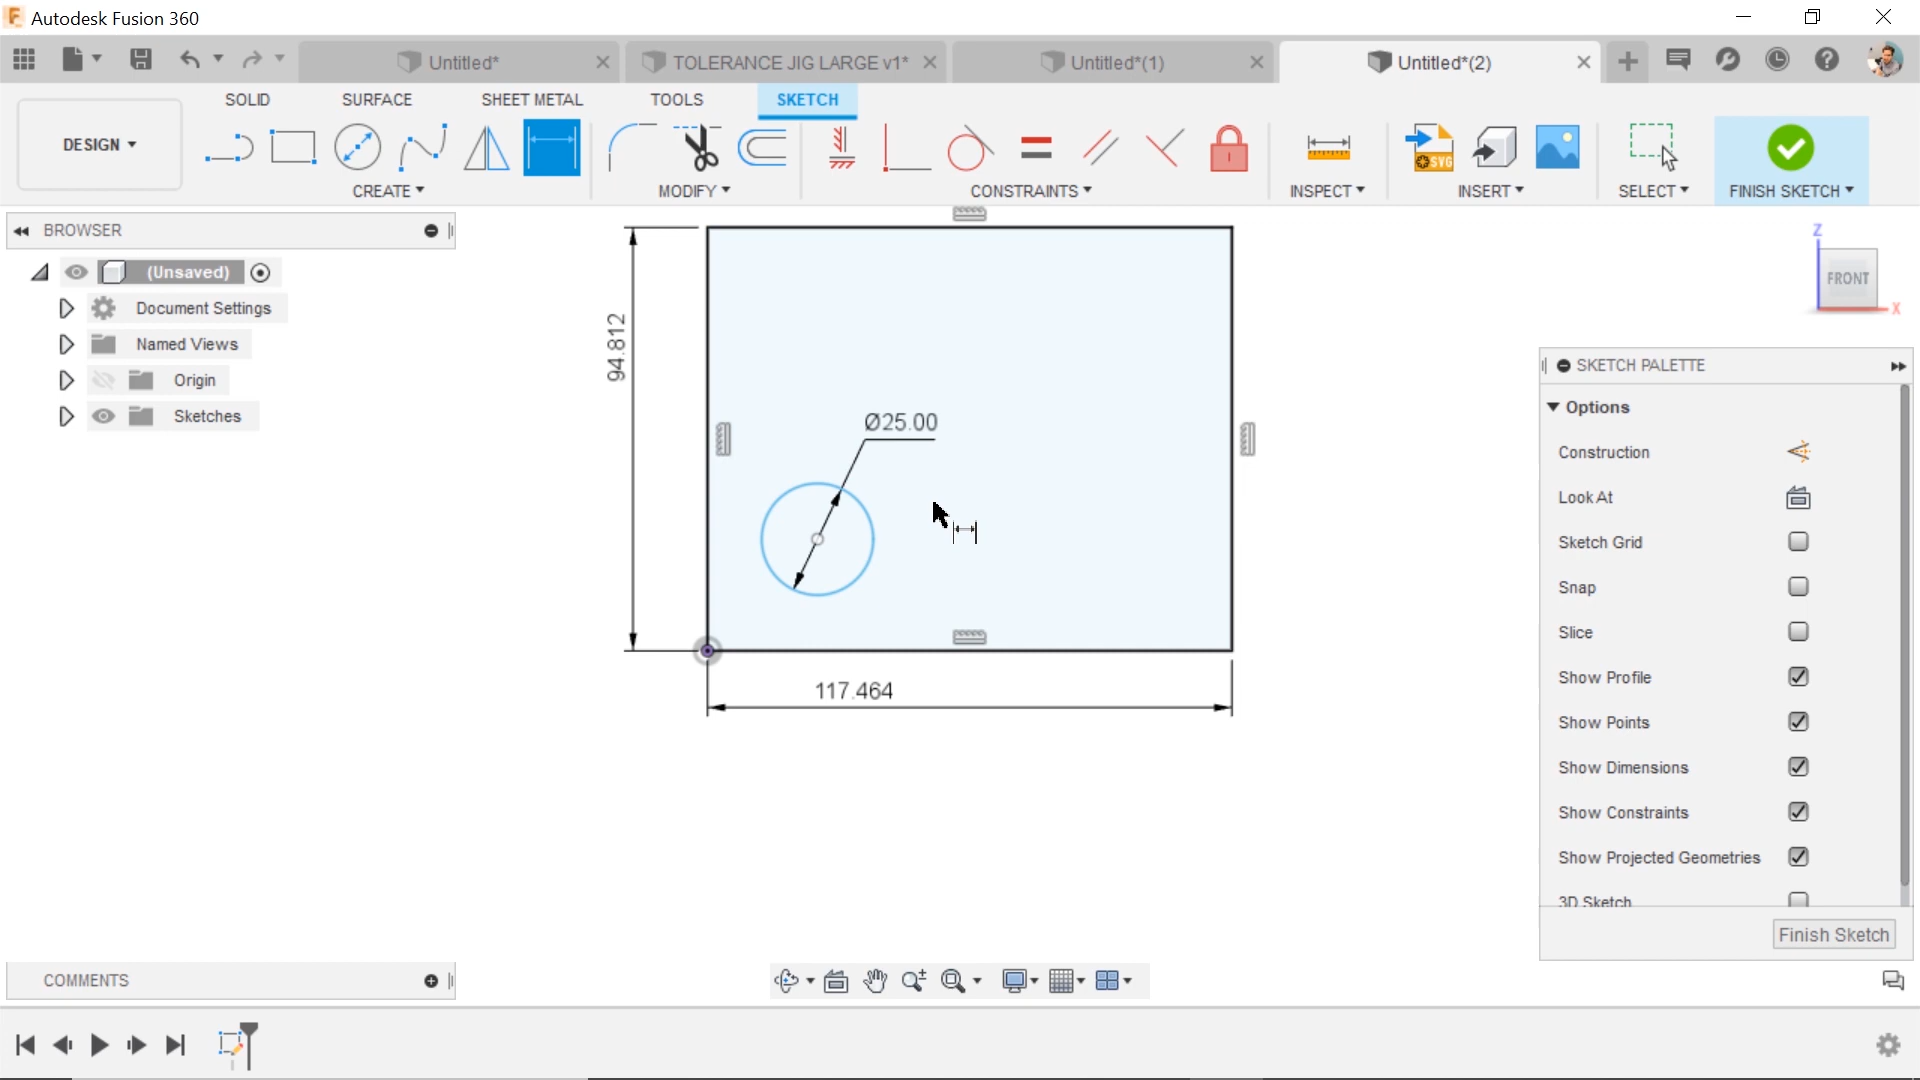 Autodesk Fusion 360
Untitled*
TOLERANCE JIG LARGE v1*
Untitled*(1)
Untitled*(2)
SOLID
SURFACE
SHEET METAL
TOOLS
SKETCH
DESIGN
SVG
CREATE
MODIFY
CONSTRAINTS
INSPECT
INSERT
SELECT
FINISH SKETCH
BROWSER
(Unsaved)
Document Settings
Named Views
Origin
Sketches
Z
FRONT
X
94.812
Ø25.00
117.464
SKETCH PALETTE
Options
Construction
Look At
Sketch Grid
Snap
Slice
Show Profile
Show Points
Show Dimensions
Show Constraints
Show Projected Geometries
3D Sketch
Finish Sketch
COMMENTS